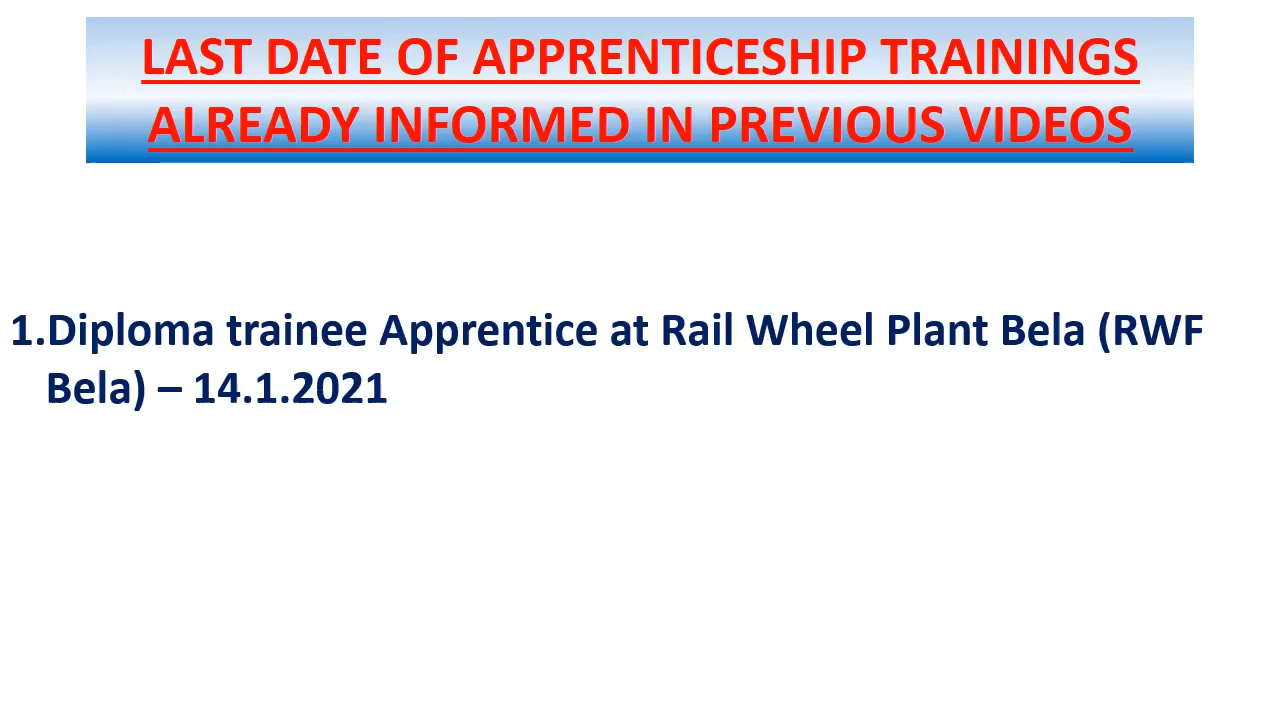 LAST DATE OF APPRENTICESHIP TRAININGS
ALREADY INFORMED IN PREVIOUS VIDEOS
1.Diploma trainee Apprentice at Rail Wheel Plant Bela (RWF
Bela) – 14.1.2021